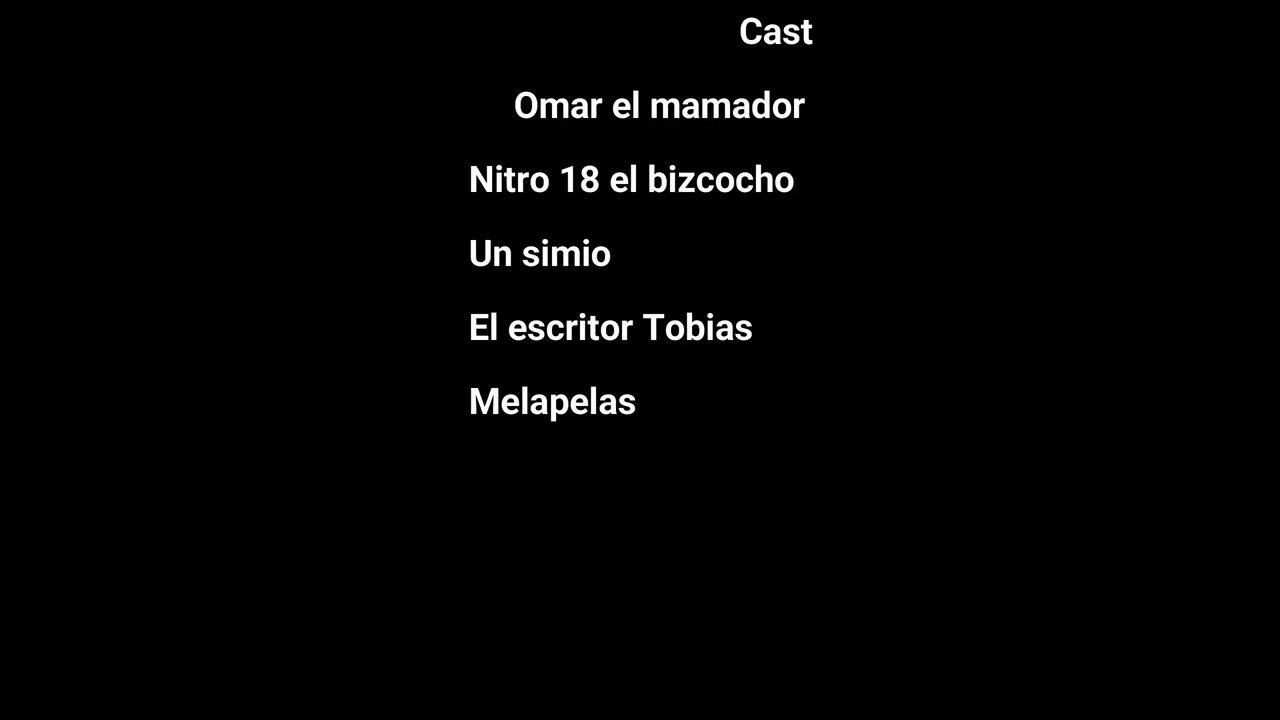 Cast
Omar el mamador
Nitro 18 el bizcocho
Un simio
El escritor Tobias
Melapelas